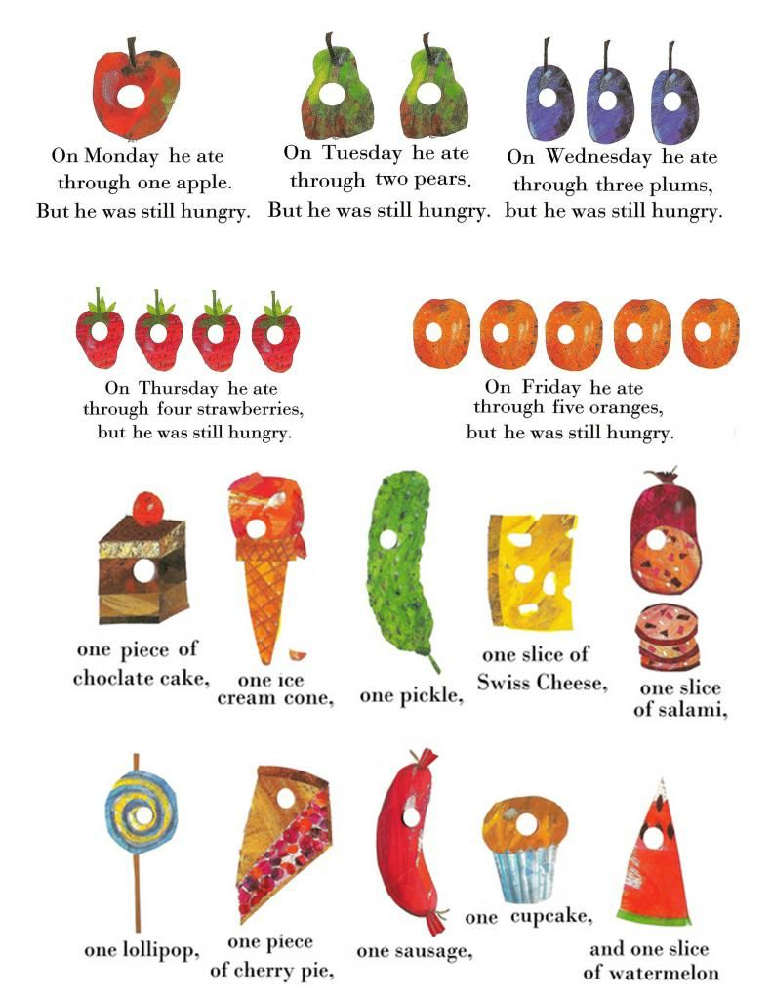 On Monday he ate
through one apple.
But he was still hungry.
On Tuesday he ate
through two pears.
But he was still hungry.
On Wednesday he ate
through three plums,
but he was still hungry.
On Thursday he ate
through four strawberries,
but he was still hungry.
On Friday he ate
through five oranges,
but he was still hungry.
one piece of
choclate cake,
one ice
cream cone,
one pickle,
one slice of
Swiss Cheese,
one slice
of salami,
one lollipop,
one piece
of cherry pie,
one sausage,
one cupcake,
and one slice
of watermelon